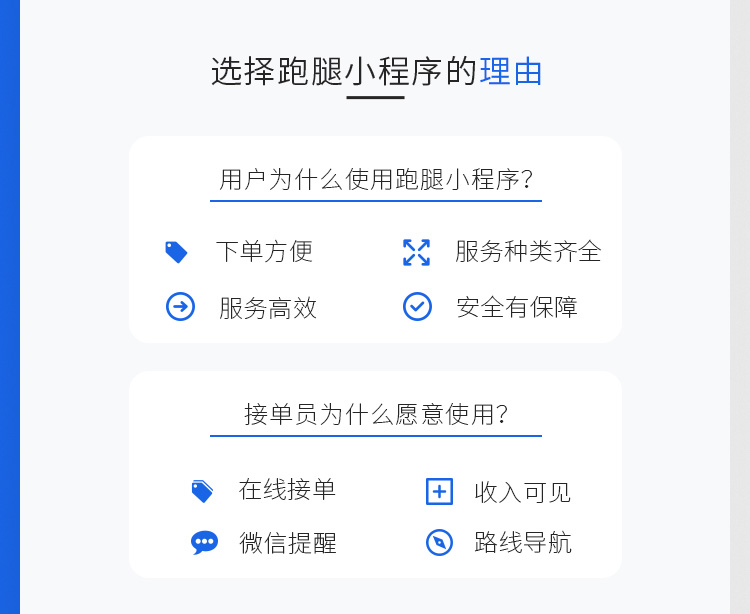 选择跑腿小程序的理由
用户为什么使用跑腿小程序?
下单方便
服务种类齐全
服务高效
安全有保障
接单员为什么愿意使用?
在线接单
收入可见
微信提醒
路线导航